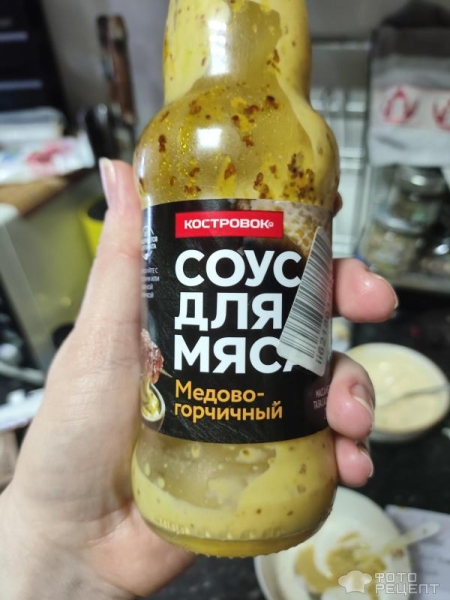 КОСТРОВОК
СОУС
ДЛЯ
МЯСА
Медово-
горчичный
ФОТО
РЕЦЕПТ